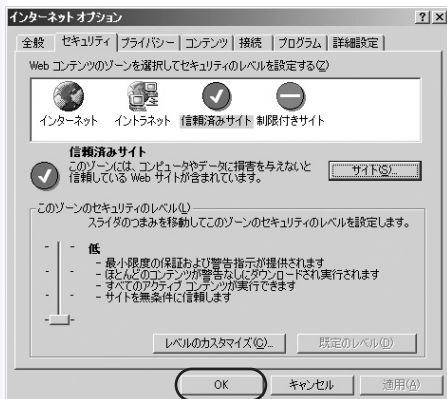 インターネット オプション
全般 セキュリティ プライバシー コンテンツ 接続 プログラム 詳細設定
Web コンテンツのゾーンを選択してセキュリティのレベルを設定する(Z)
インターネット イントラネット 信頼済みサイト 制限付きサイト
信頼済みサイト
このゾーンには、コンピュータやデータに損害を与えないと
信頼している Web サイトが含まれています。
サイト(S)...
このゾーンのセキュリティのレベル(L)
スライダのつまみを移動してこのゾーンのセキュリティのレベルを設定します。
低
- 最小限度の保証および警告指示が提供されます
- ほとんどのコンテンツが警告なしにダウンロードされ実行されます
- すべてのアクティブ コンテンツが実行できます
- サイトを無条件に信頼します
レベルのカスタマイズ(C)... 既定のレベル(D)
OK キャンセル 適用(A)